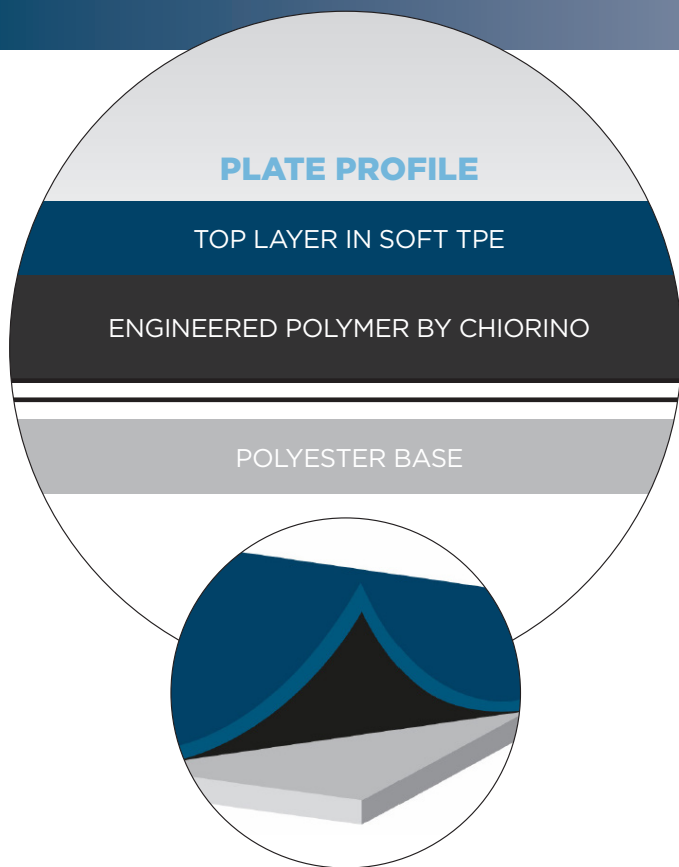 PLATE PROFILE
TOP LAYER IN SOFT TPE
ENGINEERED POLYMER BY CHIORINO
POLYESTER BASE